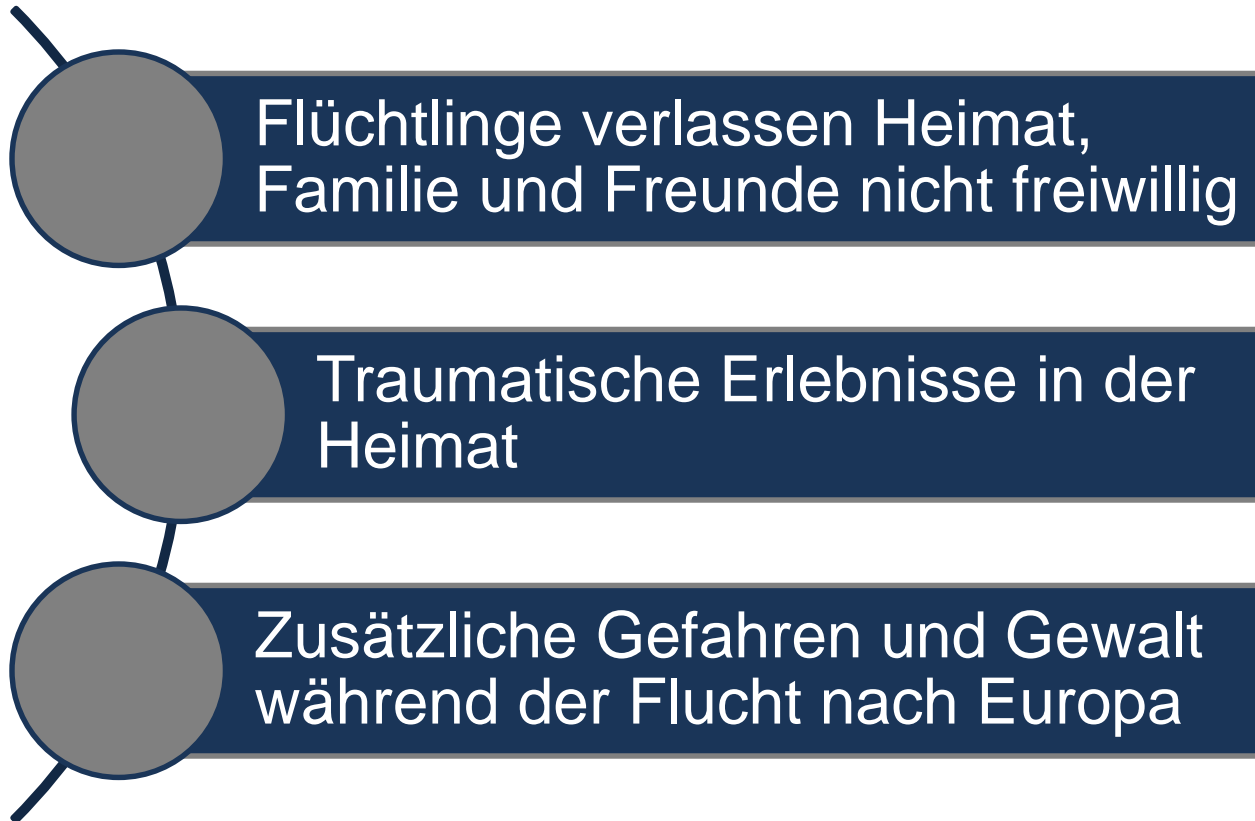 Flüchtlinge verlassen Heimat,
Familie und Freunde nicht freiwillig
Traumatische Erlebnisse in der
Heimat
Zusätzliche Gefahren und Gewalt
während der Flucht nach Europa